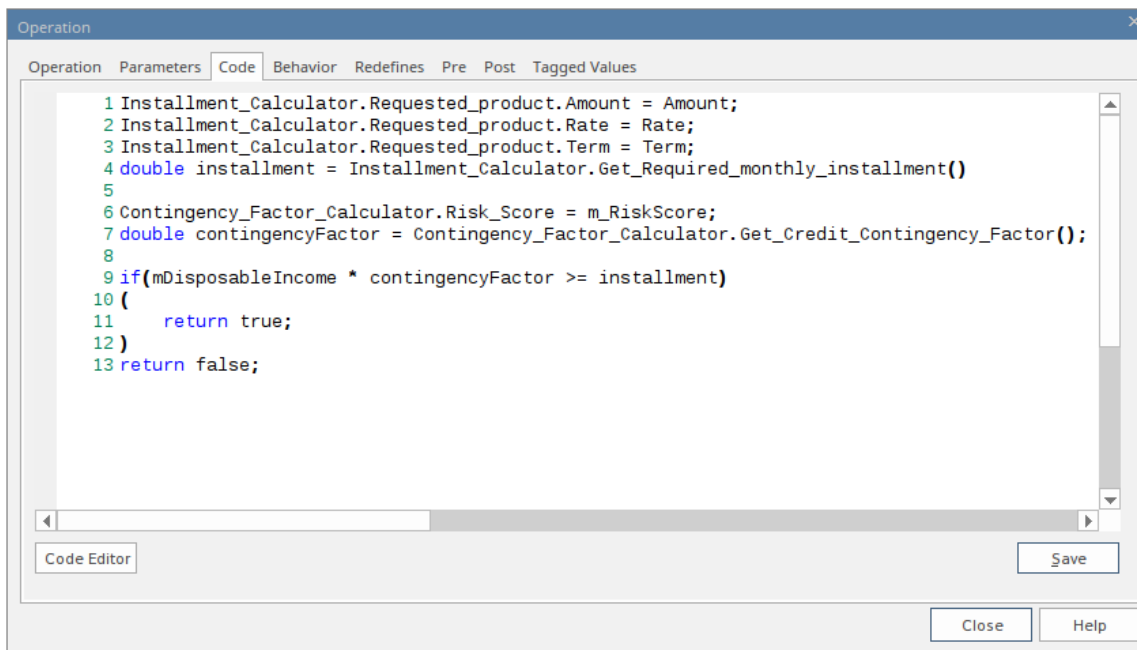 Operation
Operation Parameters Code Behavior Redefines Pre Post Tagged Values
1 Installment_Calculator.Requested_product.Amount = Amount;
2 Installment_Calculator.Requested_product.Rate = Rate;
3 Installment_Calculator.Requested_product.Term = Term;
4 double installment = Installment_Calculator.Get_Required_monthly_installment()
5
6 Contingency_Factor_Calculator.Risk_Score = m_RiskScore;
7 double contingencyFactor = Contingency_Factor_Calculator.Get_Credit_Contingency_Factor();
8
9 if(mDisposableIncome * contingencyFactor >= installment)
10 (
11     return true;
12 )
13 return false;
Code Editor Save
Close Help